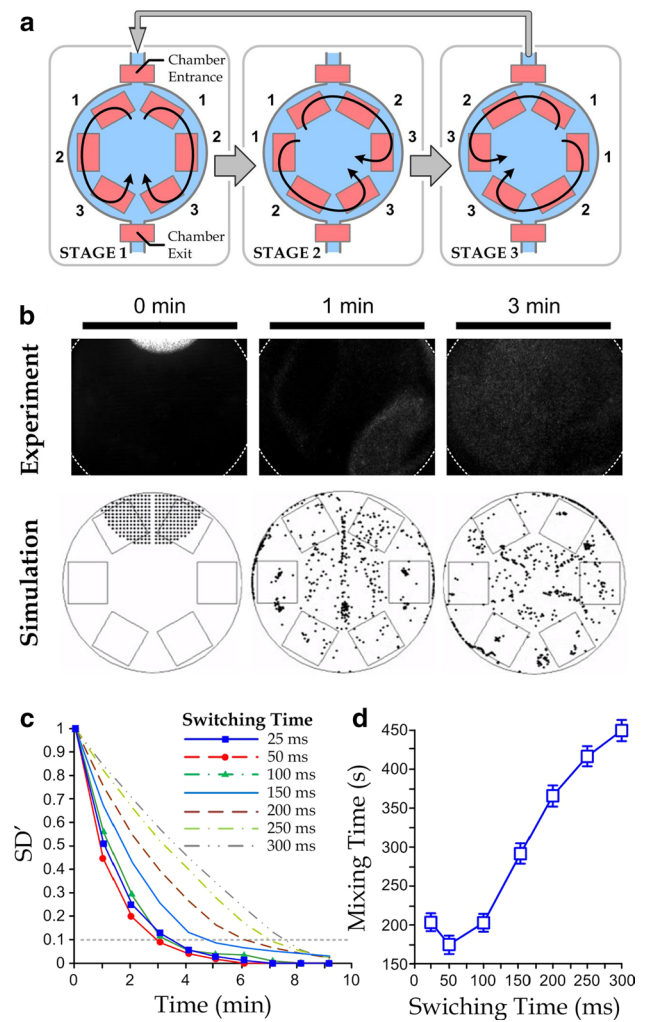 a
Chamber
Entrance
1 1
2 2
3 3
Chamber
Exit
STAGE 1
2
1 3
2 1
3
STAGE 2
2 1
3 1
3 2
STAGE 3
b
0 min 1 min 3 min
Experiment
Simulation
c
Switching Time
25 ms
50 ms
100 ms
150 ms
200 ms
250 ms
300 ms
SD′
1
0.9
0.8
0.7
0.6
0.5
0.4
0.3
0.2
0.1
0
0 2 4 6 8 10
Time (min)
d
Mixing Time (s)
450
400
350
300
250
200
150
0 50 100 150 200 250 300
Swiching Time (ms)